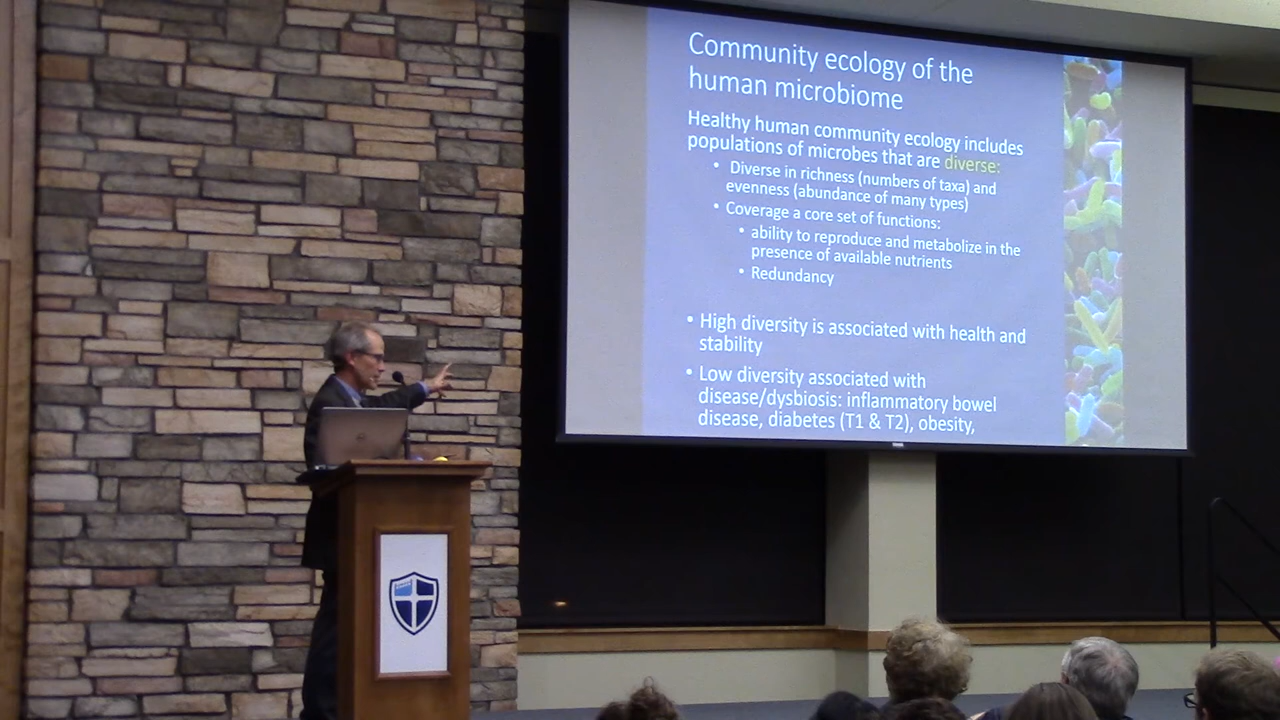 Community ecology of the
human microbiome
Healthy human community ecology includes
populations of microbes that are diverse:
• Diverse in richness (numbers of taxa) and
evenness (abundance of many types)
• Coverage a core set of functions:
• ability to reproduce and metabolize in the
presence of available nutrients
• Redundancy
• High diversity is associated with health and
stability
• Low diversity associated with
disease/dysbiosis: inflammatory bowel
disease, diabetes (T1 & T2), obesity,